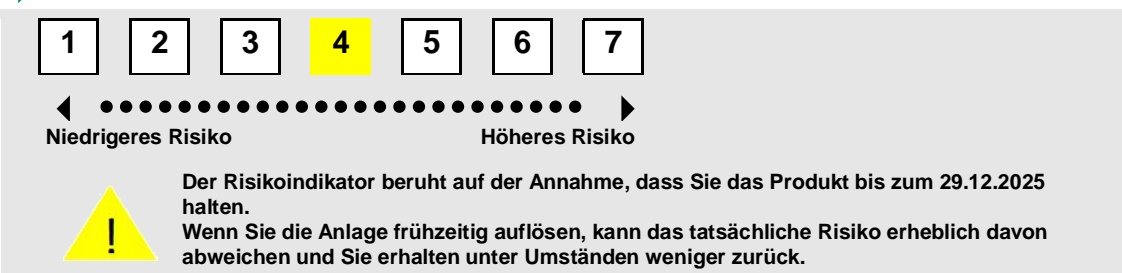 1 2 3 4 5 6 7
Niedrigeres Risiko Höheres Risiko
Der Risikoindikator beruht auf der Annahme, dass Sie das Produkt bis zum 29.12.2025
halten.
! Wenn Sie die Anlage frühzeitig auflösen, kann das tatsächliche Risiko erheblich davon
abweichen und Sie erhalten unter Umständen weniger zurück.